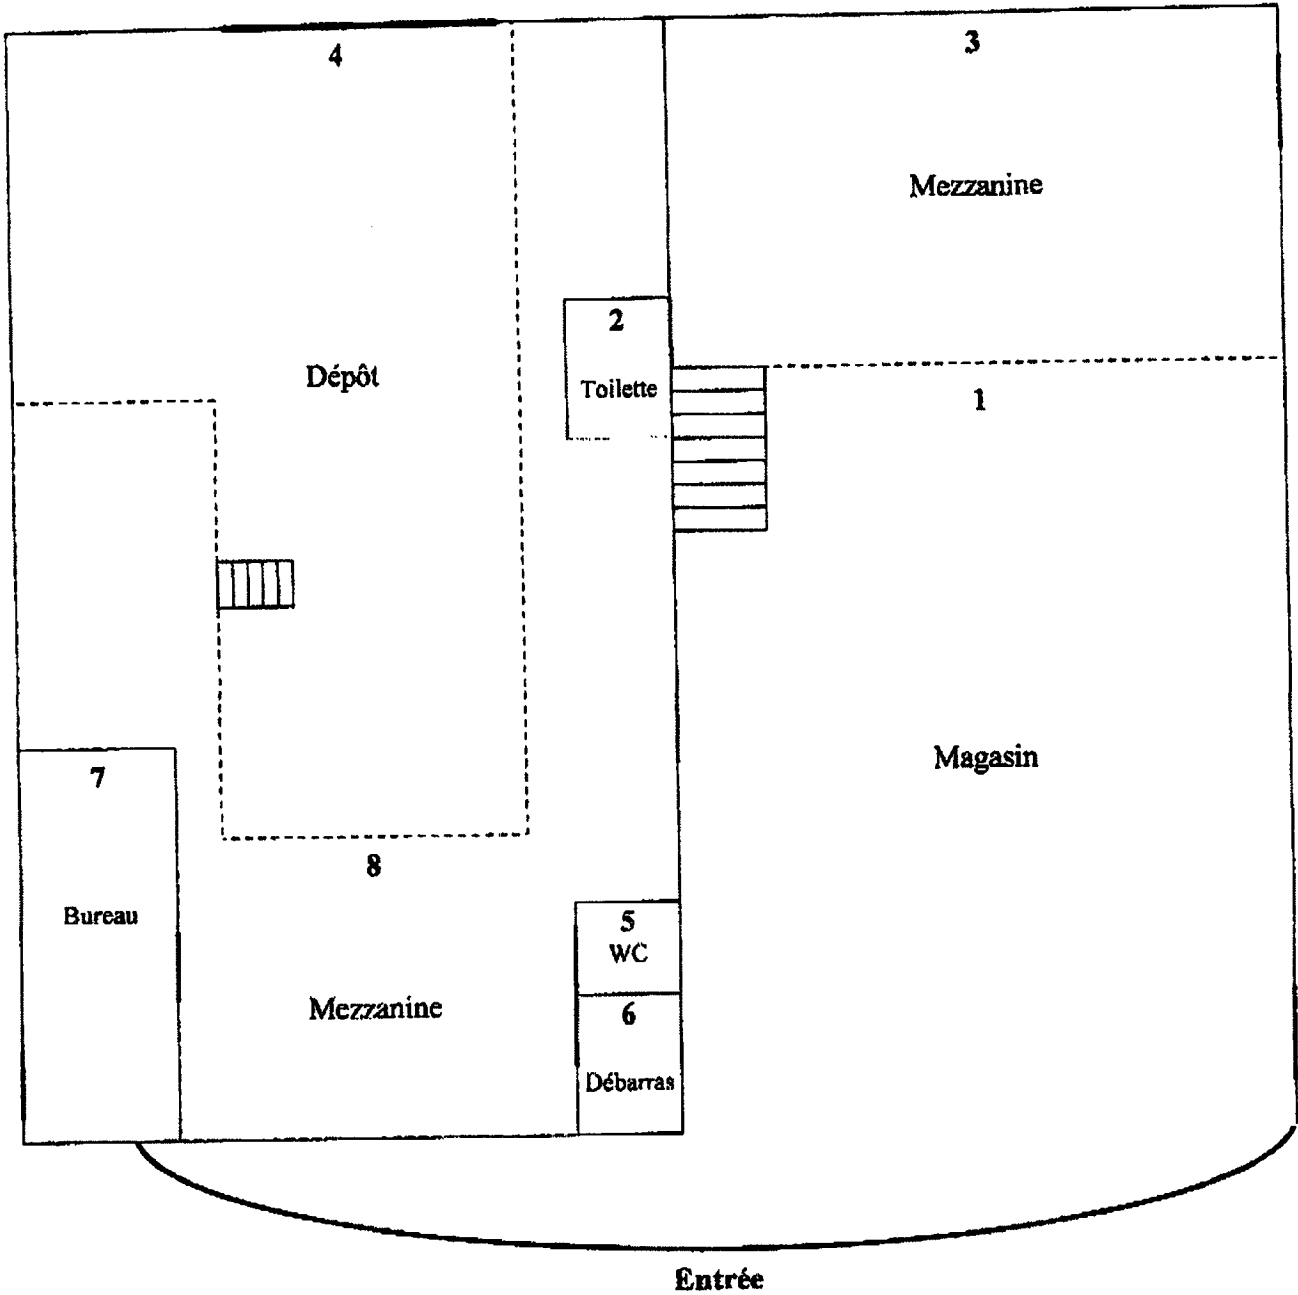 4
3
Mezzanine
2
Toilette
Dépôt
1
7
Bureau
Magasin
8
Mezzanine
5
WC
6
Débarras
Entrée